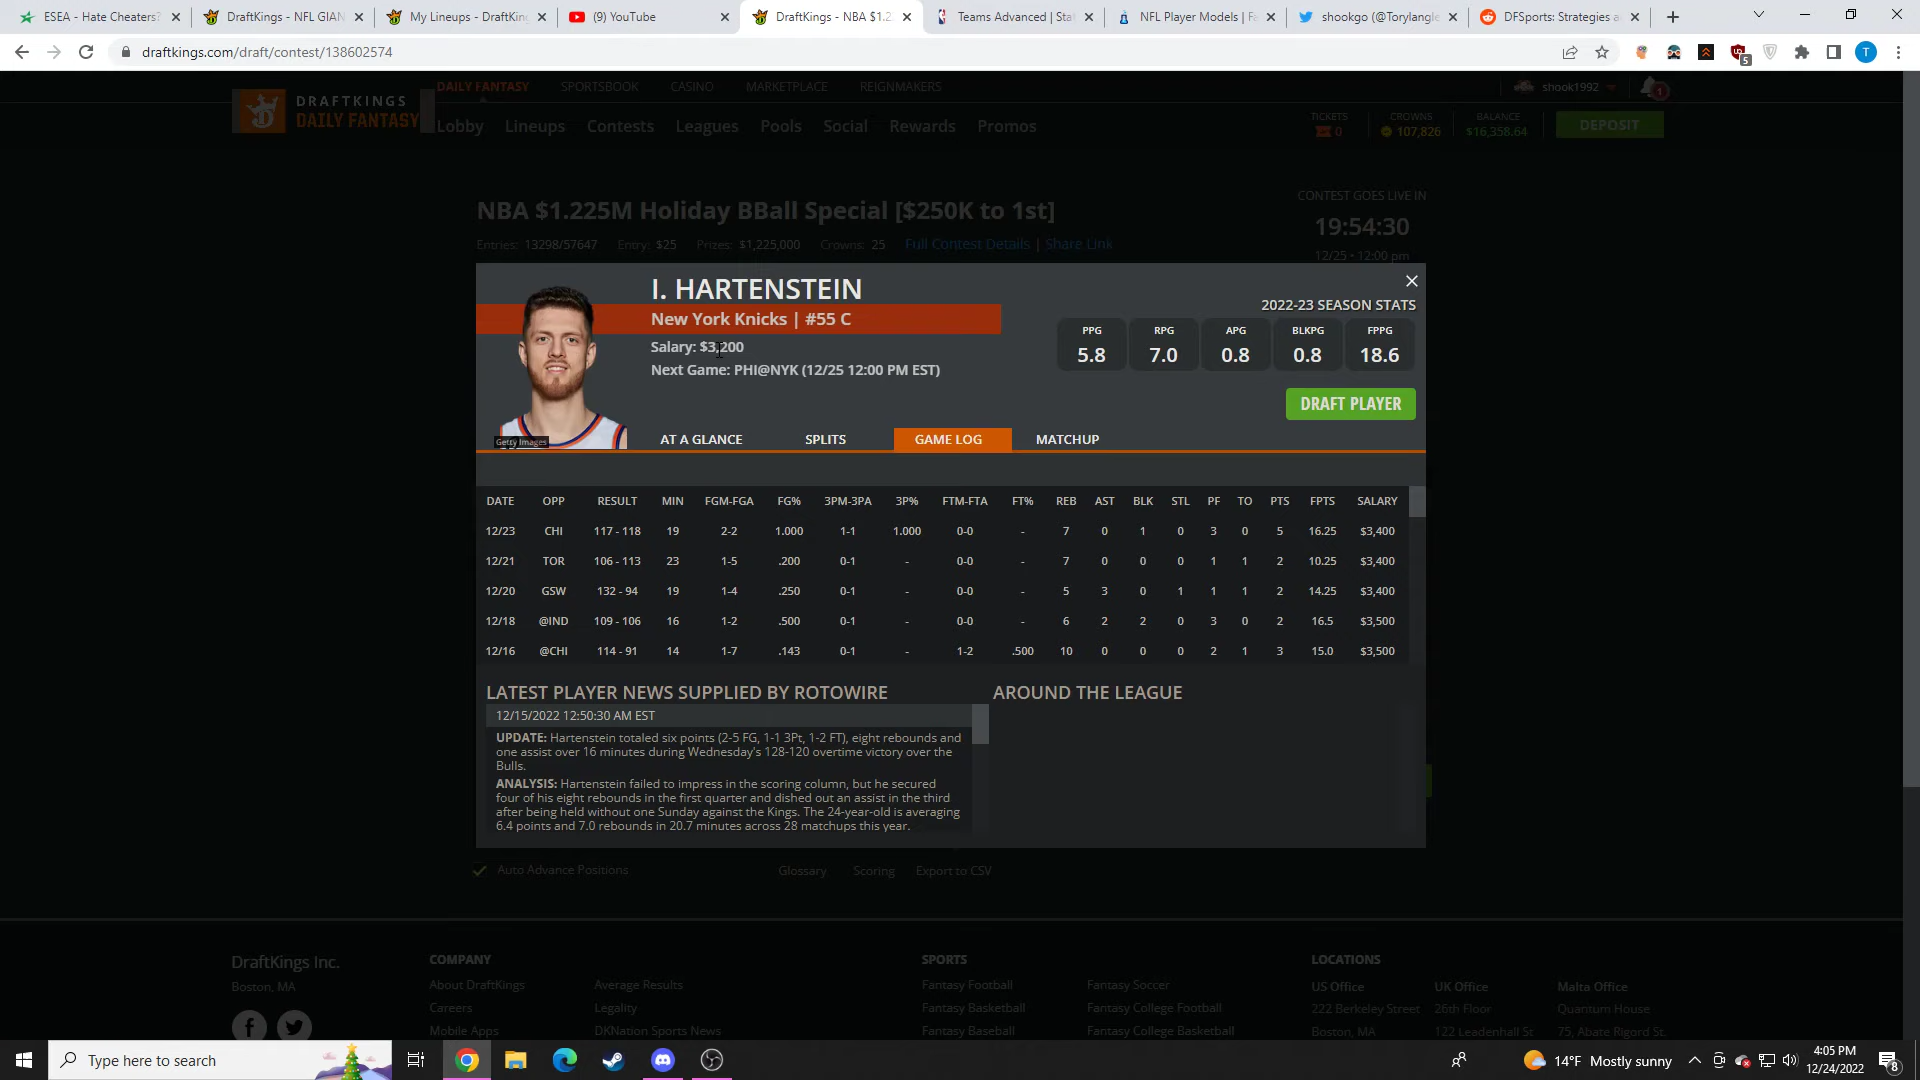 ESEA - Hate Cheaters?
DraftKings - NFL GIAN
My Lineups - DraftKing
(9) YouTube
DraftKings - NBA $1.2
Teams Advanced | Sta
NFL Player Models | F
shookgo (@Torylangle
DFSports: Strategies a
draftkings.com/draft/contest/138602574
5
T
DRAFTKINGS
DAILY FANTASY
DAILY FANTASY SPORTSBOOK CASINO MARKETPLACE REIGNMAKERS
shook1992 1
Lobby Lineups Contests Leagues Pools Social Rewards Promos
TICKETS 0
CROWNS 107,826
BALANCE $16,358.64
DEPOSIT
NBA $1.225M Holiday BBall Special [$250K to 1st]
Entries: 13298/57647 Entry: $25 Prizes: $1,225,000 Crowns: 25 Full Contest Details | Share Link
CONTEST GOES LIVE IN
19:54:30
12/25 • 12:00 pm
I. HARTENSTEIN
New York Knicks | #55 C
Salary: $3,200
Next Game: PHI@NYK (12/25 12:00 PM EST)
Getty Images
2022-23 SEASON STATS
PPG RPG APG BLKPG FPPG
5.8 7.0 0.8 0.8 18.6
DRAFT PLAYER
AT A GLANCE SPLITS GAME LOG MATCHUP
DATE OPP RESULT MIN FGM-FGA FG% 3PM-3PA 3P% FTM-FTA FT% REB AST BLK STL PF TO PTS FPTS SALARY
12/23 CHI 117 - 118 19 2-2 1.000 1-1 1.000 0-0 - 7 0 1 0 3 0 5 16.25 $3,400
12/21 TOR 106 - 113 23 1-5 .200 0-1 - 0-0 - 7 0 0 0 1 1 2 10.25 $3,400
12/20 GSW 132 - 94 19 1-4 .250 0-1 - 0-0 - 5 3 0 1 1 1 2 14.25 $3,400
12/18 @IND 109 - 106 16 1-2 .500 0-1 - 0-0 - 6 2 2 0 3 0 2 16.5 $3,500
12/16 @CHI 114 - 91 14 1-7 .143 0-1 - 1-2 .500 10 0 0 0 2 1 3 15.0 $3,500
LATEST PLAYER NEWS SUPPLIED BY ROTOWIRE
12/15/2022 12:50:30 AM EST
UPDATE: Hartenstein totaled six points (2-5 FG, 1-1 3Pt, 1-2 FT), eight rebounds and
one assist over 16 minutes during Wednesday's 128-120 overtime victory over the
Bulls.
ANALYSIS: Hartenstein failed to impress in the scoring column, but he secured
four of his eight rebounds in the first quarter and dished out an assist in the third
after being held without one Sunday against the Kings. The 24-year-old is averaging
6.4 points and 7.0 rebounds in 20.7 minutes across 28 matchups this year.
AROUND THE LEAGUE
Auto Advance Positions
Glossary Scoring Export to CSV
DraftKings Inc.
Boston, MA
COMPANY
About DraftKings Average Results
Careers Legality
Mobile Apps DKNation Sports News
SPORTS
Fantasy Football Fantasy Soccer
Fantasy Basketball Fantasy College Football
Fantasy Baseball Fantasy College Basketball
LOCATIONS
US Office UK Office Malta Office
222 Berkeley Street 26th Floor Quantum House
Boston, MA 122 Leadenhall St 75, Abate Rigord St.
Type here to search
14°F Mostly sunny
4:05 PM
12/24/2022
8